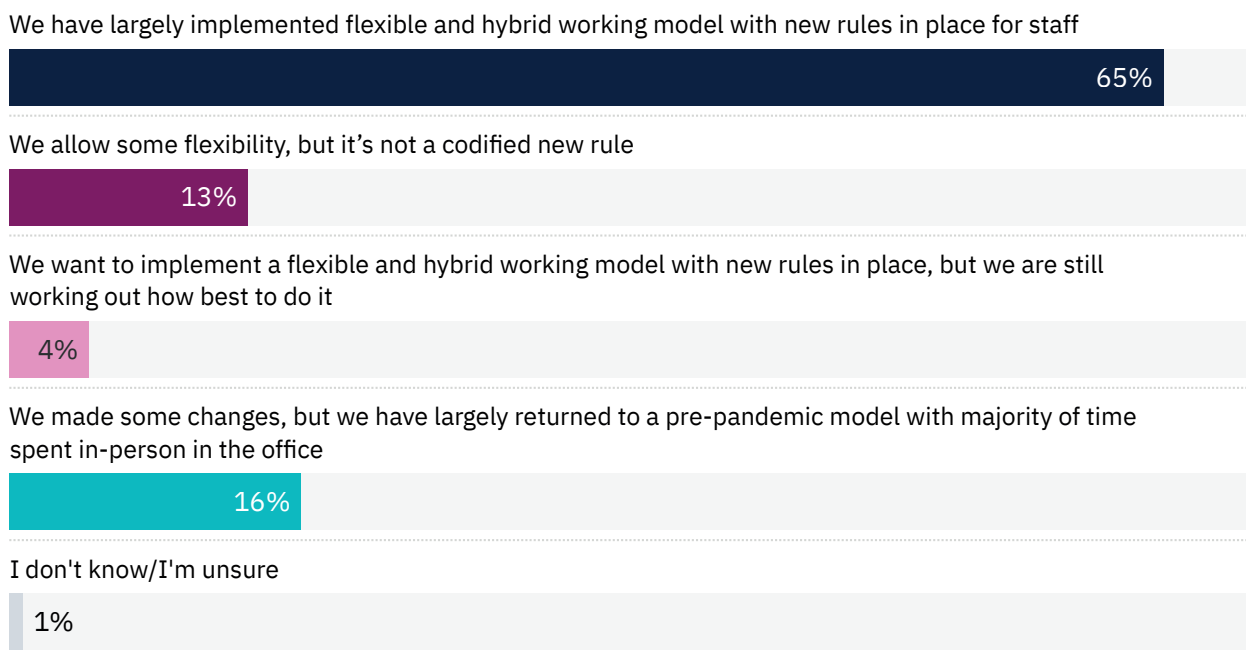 We have largely implemented flexible and hybrid working model with new rules in place for staff
65%
We allow some flexibility, but it’s not a codified new rule
13%
We want to implement a flexible and hybrid working model with new rules in place, but we are still
working out how best to do it
4%
We made some changes, but we have largely returned to a pre-pandemic model with majority of time
spent in-person in the office
16%
I don't know/I'm unsure
1%